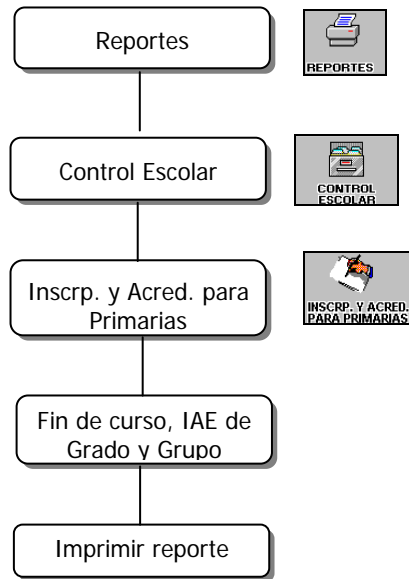 Reportes
REPORTES
Control Escolar
CONTROL
ESCOLAR
Inscrp. y Acred. para
Primarias
INSCRP. Y ACRED.
PARA PRIMARIAS
Fin de curso, IAE de
Grado y Grupo
Imprimir reporte